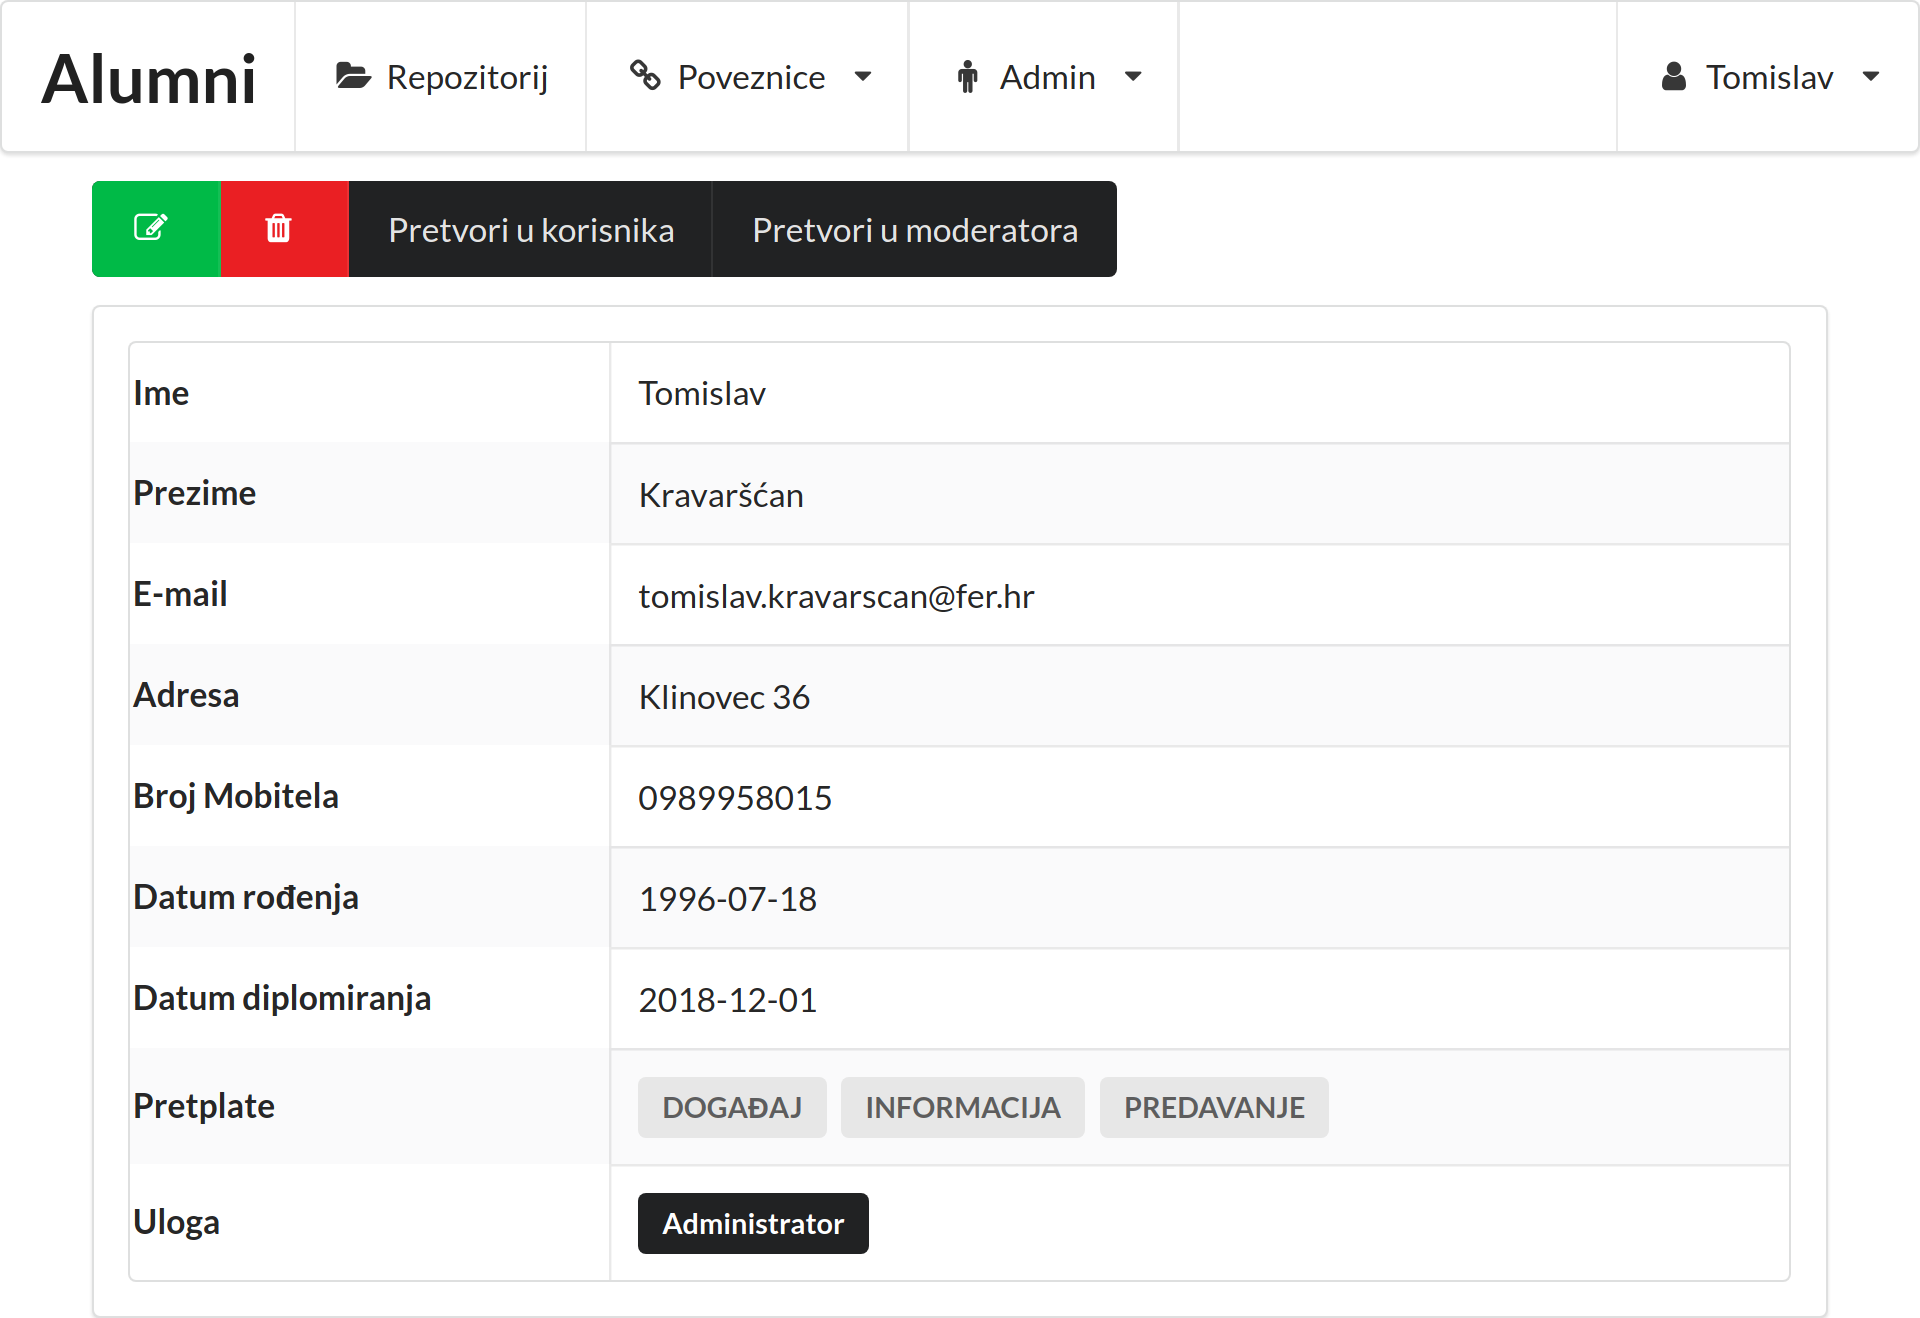 Alumni Repozitorij Poveznice Admin Tomislav
Pretvori u korisnika Pretvori u moderatora
Ime Tomislav
Prezime Kravaršćan
E-mail tomislav.kravarscan@fer.hr
Adresa Klinovec 36
Broj Mobitela 0989958015
Datum rođenja 1996-07-18
Datum diplomiranja 2018-12-01
Pretplate DOGAĐAJ INFORMACIJA PREDAVANJE
Uloga Administrator